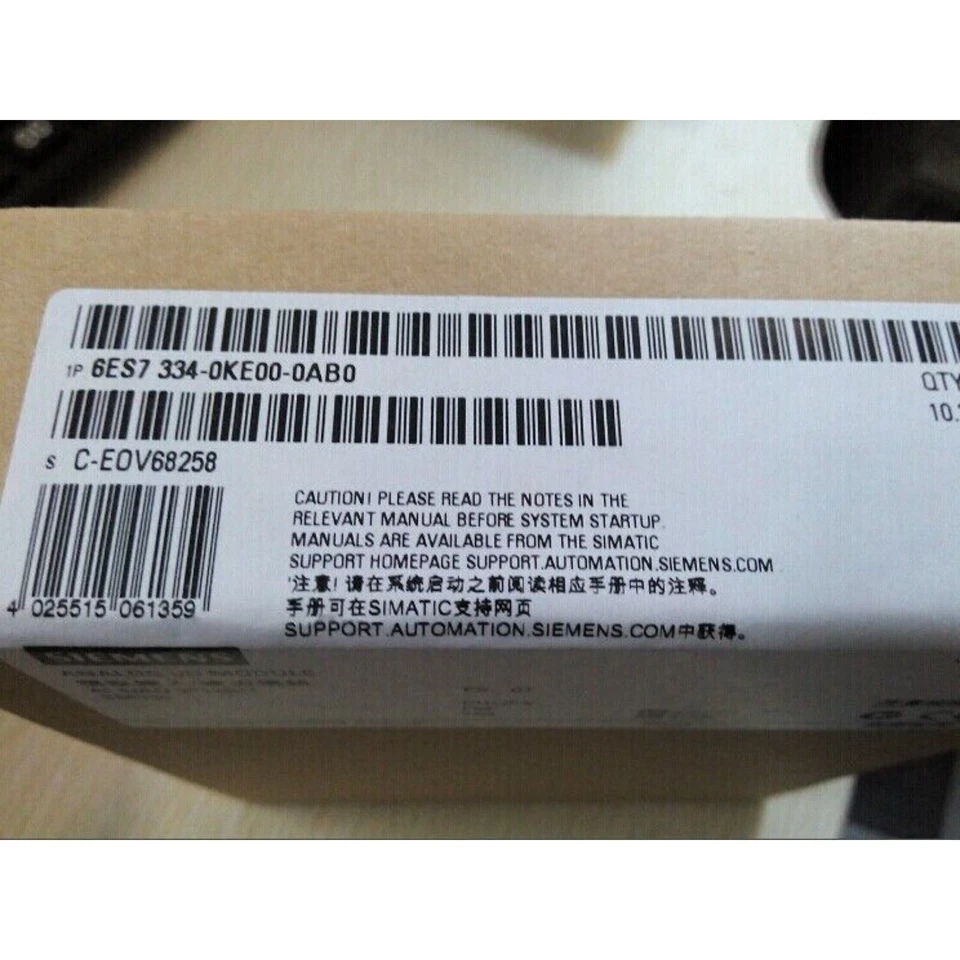 1P 6ES7 334-0KE00-0AB0
QTY
10.
S C-EOV68258
CAUTION! PLEASE READ THE NOTES IN THE
RELEVANT MANUAL BEFORE SYSTEM STARTUP.
MANUALS ARE AVAILABLE FROM THE SIMATIC
SUPPORT HOMEPAGE SUPPORT.AUTOMATION.SIEMENS.COM
'注意! 请在系统启动之前阅读相应手册中的注释。
手册可在SIMATIC支持网页
SUPPORT.AUTOMATION.SIEMENS.COM中获得。
4 025515 061359
SIEMENS
ANALOG I/O MODULE